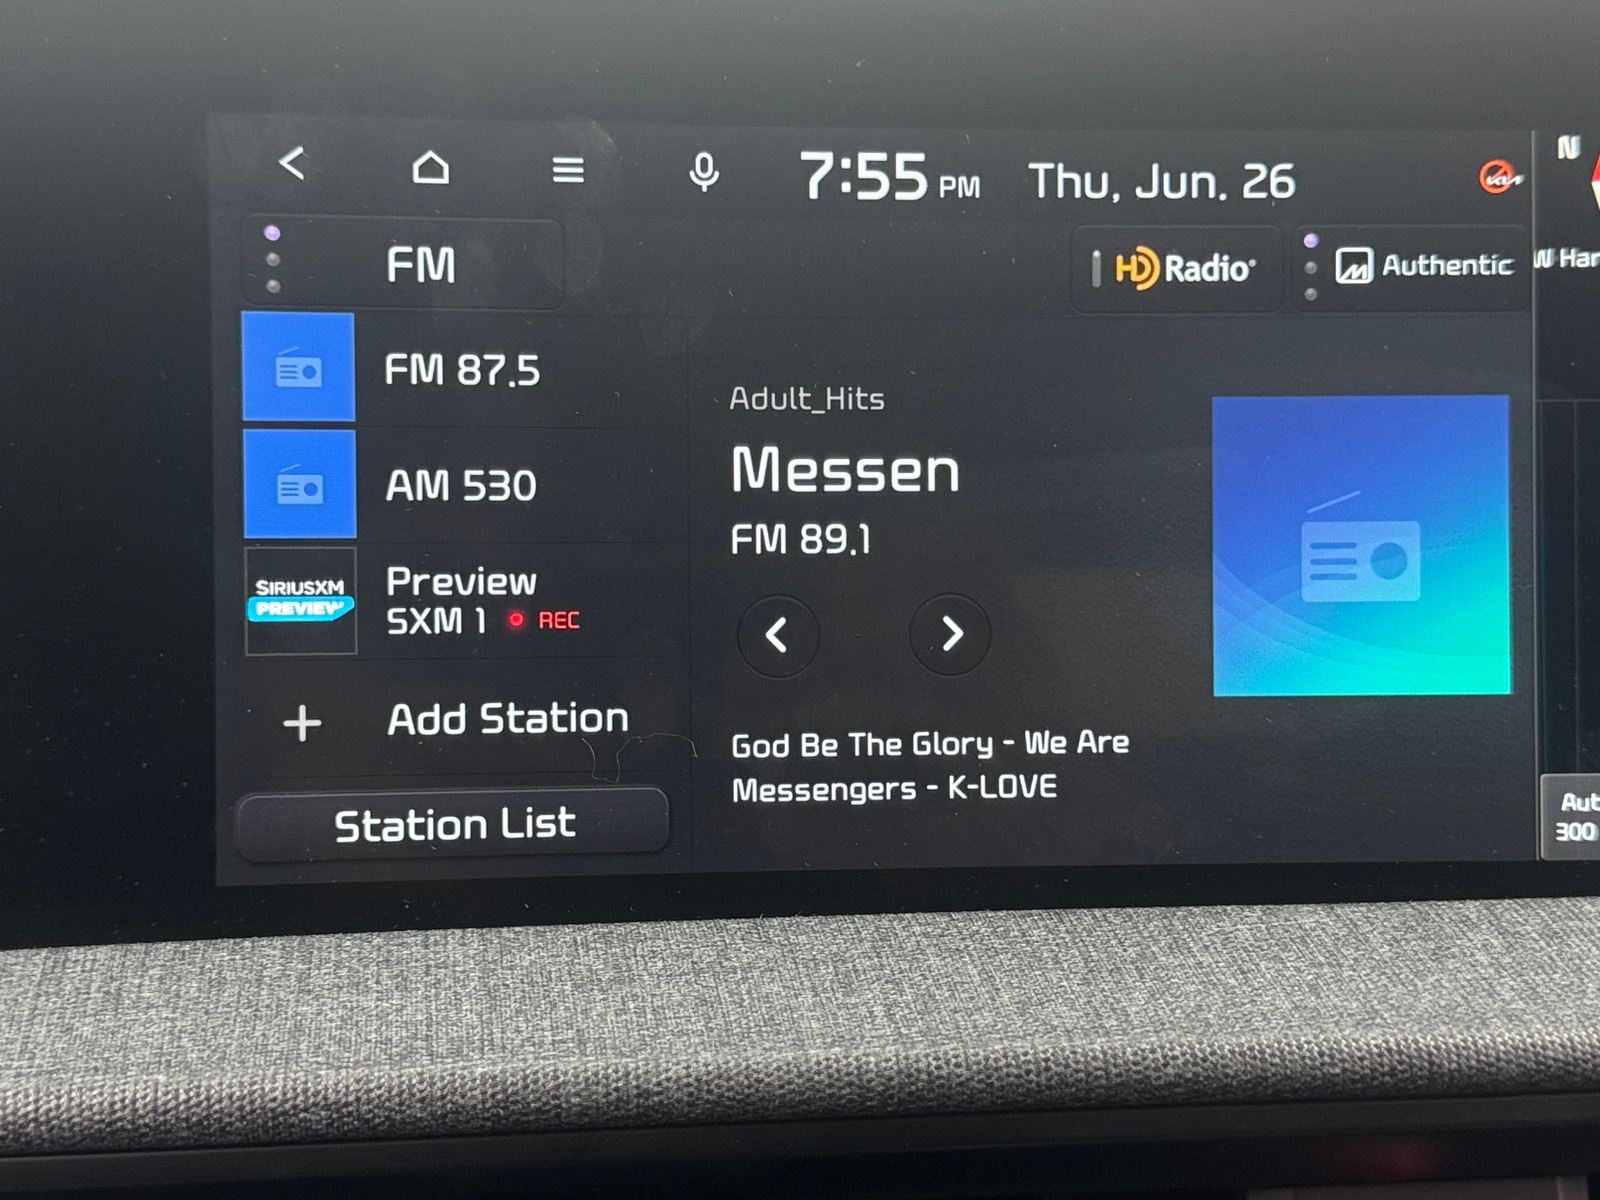 7:55 PM Thu, Jun. 26
N
FM
HD Radio
Authentic
FM 87.5
AM 530
SIRIUSXM
PREVIEW
Preview
SXM 1 REC
Add Station
Station List
Adult_Hits
Messen
FM 89.1
God Be The Glory - We Are
Messengers - K-LOVE
300